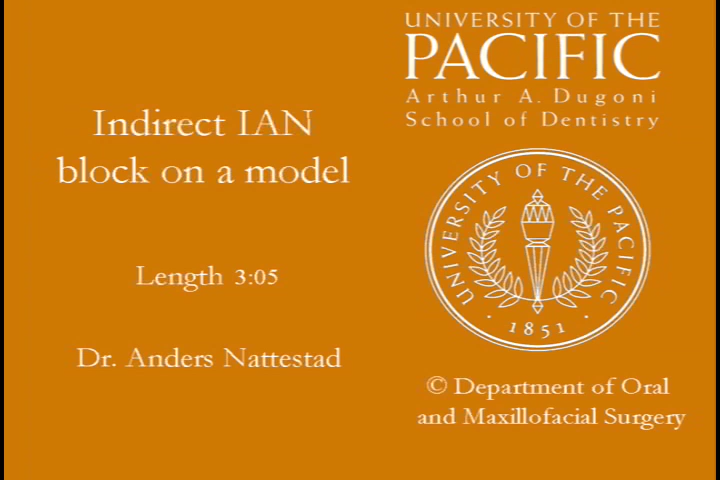 Indirect IAN
block on a model
Length 3:05
Dr. Anders Nattestad
UNIVERSITY OF THE
PACIFIC
Arthur A. Dugoni
School of Dentistry
UNIVERSITY OF THE PACIFIC
· 1851 ·
© Department of Oral
and Maxillofacial Surgery